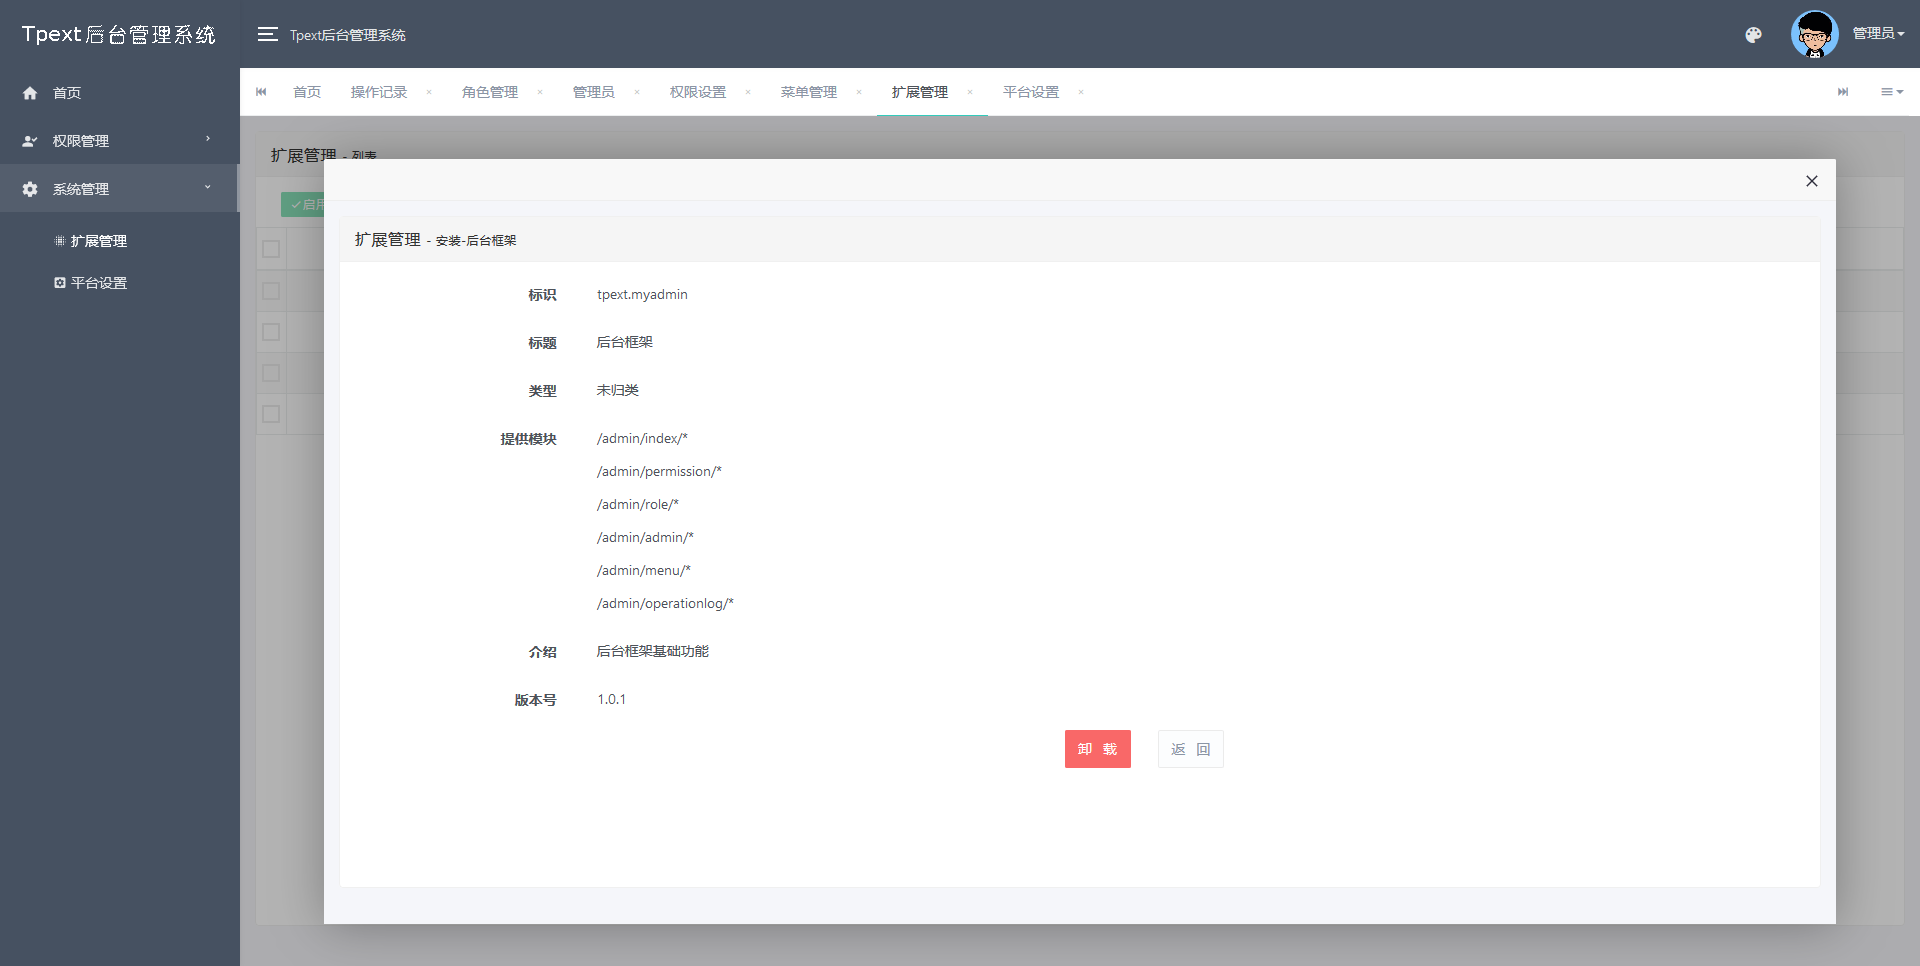 Tpext后台管理系统
Tpext后台管理系统
管理员
首页
权限管理
系统管理
扩展管理
平台设置
首页 操作记录 × 角色管理 × 管理员 × 权限设置 × 菜单管理 × 扩展管理 × 平台设置 ×
扩展管理 - 列表
启用
扩展管理 - 安装-后台框架
标识 tpext.myadmin
标题 后台框架
类型 未归类
提供模块 /admin/index/*
/admin/permission/*
/admin/role/*
/admin/admin/*
/admin/menu/*
/admin/operationlog/*
介绍 后台框架基础功能
版本号 1.0.1
卸 载 返 回